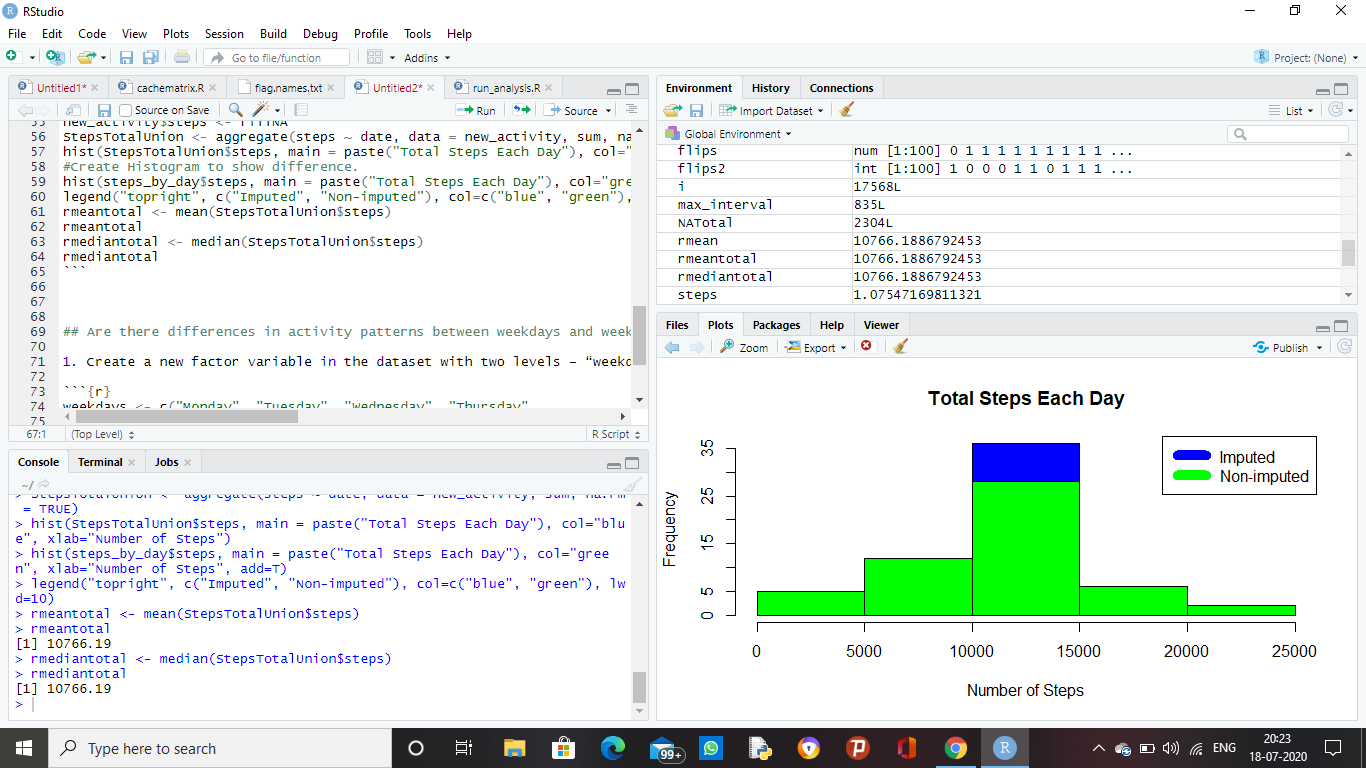 RStudio
File Edit Code View Plots Session Build Debug Profile Tools Help
Go to file/function Addins Project: (None)
Untitled1* cachematrix.R flag.names.txt Untitled2* run_analysis.R
Source on Save Run Source
56 StepsTotalUnion <- aggregate(steps ~ date, data = new_activity, sum, na
57 hist(StepsTotalUnion$steps, main = paste("Total Steps Each Day"), col="
58 #Create Histogram to show difference.
59 hist(steps_by_day$steps, main = paste("Total Steps Each Day"), col="gre
60 legend("topright", c("Imputed", "Non-imputed"), col=c("blue", "green"),
61 rmeantotal <- mean(StepsTotalUnion$steps)
62 rmeantotal
63 rmediantotal <- median(StepsTotalUnion$steps)
64 rmediantotal
65 ```
66
67
68
69 ## Are there differences in activity patterns between weekdays and week
70
71 1. Create a new factor variable in the dataset with two levels – “weekd
72
73 ```{r}
74 weekdays <- c("Monday", "Tuesday", "Wednesday", "Thursday",
75
67:1 (Top Level) R Script
Console Terminal Jobs
~/
> StepsTotalUnion <- aggregate(steps ~ date, data = new_activity, sum, na.rm
= TRUE)
> hist(StepsTotalUnion$steps, main = paste("Total Steps Each Day"), col="blu
e", xlab="Number of Steps")
> hist(steps_by_day$steps, main = paste("Total Steps Each Day"), col="gree
n", xlab="Number of Steps", add=T)
> legend("topright", c("Imputed", "Non-imputed"), col=c("blue", "green"), lw
d=10)
> rmeantotal <- mean(StepsTotalUnion$steps)
> rmeantotal
[1] 10766.19
> rmediantotal <- median(StepsTotalUnion$steps)
> rmediantotal
[1] 10766.19
>
Environment History Connections
Import Dataset List
Global Environment
flips num [1:100] 0 1 1 1 1 1 1 1 1 1 ...
flips2 int [1:100] 1 0 0 0 1 1 0 1 1 1 ...
i 17568L
max_interval 835L
NATotal 2304L
rmean 10766.1886792453
rmeantotal 10766.1886792453
rmediantotal 10766.1886792453
steps 1.07547169811321
Files Plots Packages Help Viewer
Zoom Export Publish
Total Steps Each Day
Imputed
Non-imputed
Frequency
35
25
15
5
0
0 5000 10000 15000 20000 25000
Number of Steps
Type here to search
99+
ENG
20:23
18-07-2020